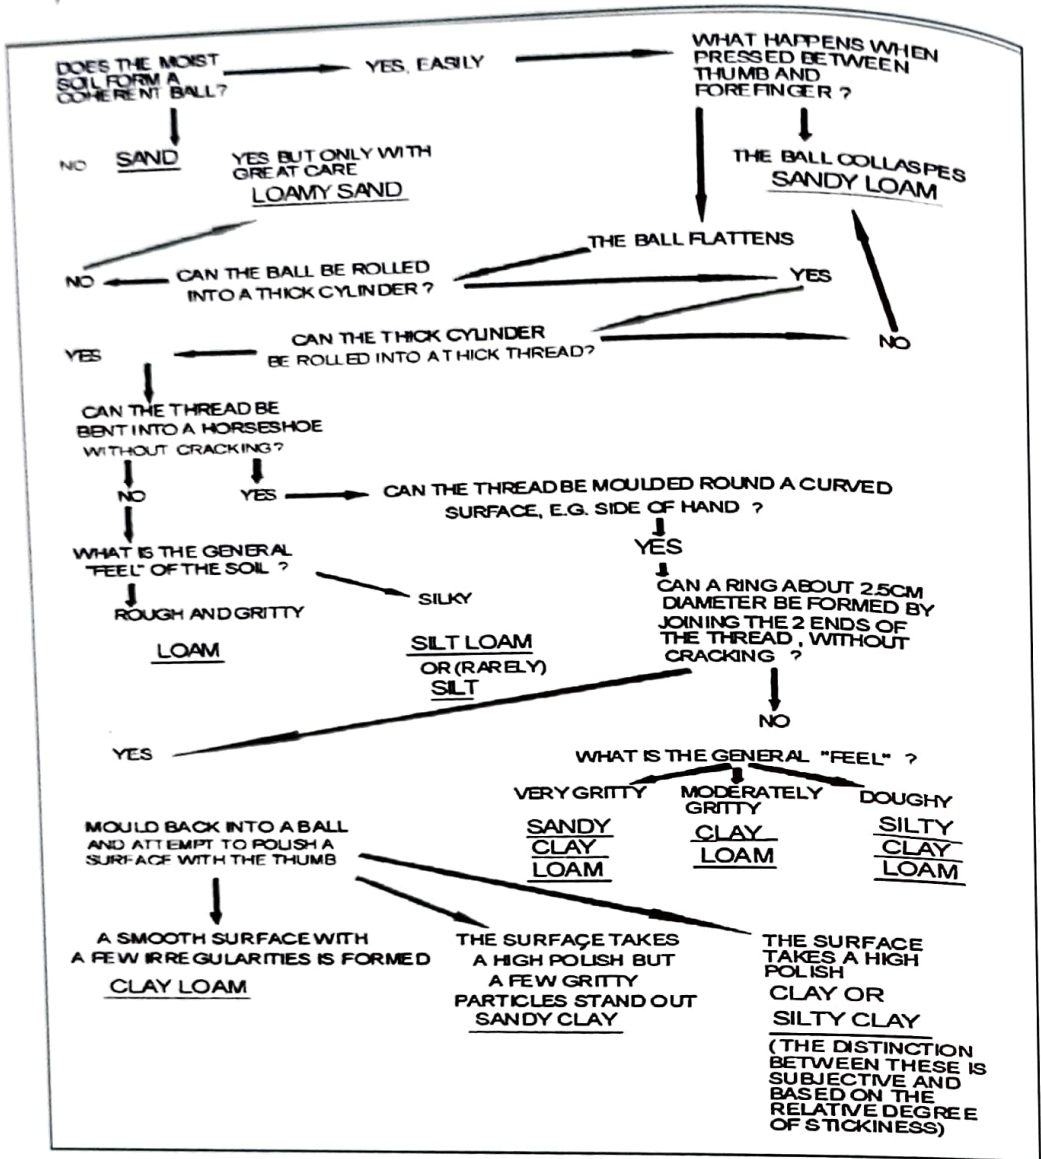 DOES THE MOIST
SOIL FORM A
COHERENT BALL?
YES, EASILY
WHAT HAPPENS WHEN
PRESSED BETWEEN
THUMB AND
FOREFINGER ?
NO SAND
YES BUT ONLY WITH
GREAT CARE
LOAMY SAND
THE BALL COLLASPES
SANDY LOAM
THE BALL FLATTENS
NO
CAN THE BALL BE ROLLED
INTO A THICK CYLINDER ?
YES
YES
CAN THE THICK CYLINDER
BE ROLLED INTO A THICK THREAD?
NO
CAN THE THREAD BE
BENT INTO A HORSESHOE
WITHOUT CRACKING?
NO
YES
CAN THE THREAD BE MOULDED ROUND A CURVED
SURFACE, E.G. SIDE OF HAND ?
YES
WHAT IS THE GENERAL
"FEEL" OF THE SOIL ?
ROUGH AND GRITTY
LOAM
SILKY
SILT LOAM
OR (RARELY)
SILT
CAN A RING ABOUT 2.5CM
DIAMETER BE FORMED BY
JOINING THE 2 ENDS OF
THE THREAD, WITHOUT
CRACKING ?
YES
NO
WHAT IS THE GENERAL "FEEL" ?
VERY GRITTY
SANDY
CLAY
LOAM
MODERATELY
GRITTY
CLAY
LOAM
DOUGHY
SILTY
CLAY
LOAM
MOULD BACK INTO A BALL
AND ATTEMPT TO POLISH A
SURFACE WITH THE THUMB
A SMOOTH SURFACE WITH
A FEW IRREGULARITIES IS FORMED
CLAY LOAM
THE SURFACE TAKES
A HIGH POLISH BUT
A FEW GRITTY
PARTICLES STAND OUT
SANDY CLAY
THE SURFACE
TAKES A HIGH
POLISH
CLAY OR
SILTY CLAY
(THE DISTINCTION
BETWEEN THESE IS
SUBJECTIVE AND
BASED ON THE
RELATIVE DEGREE
OF STICKINESS)